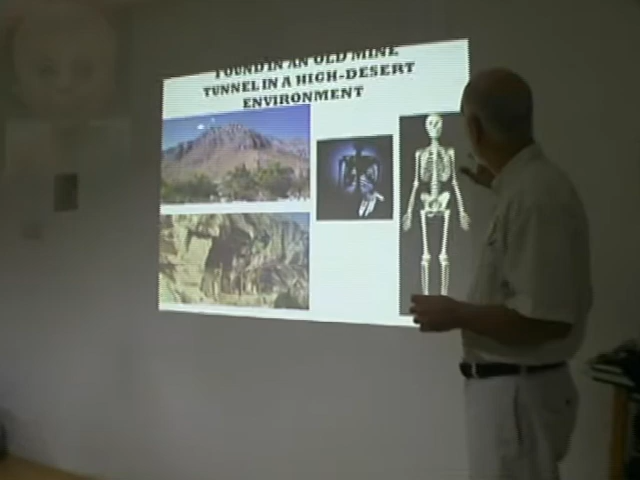 FOUND IN AN OLD MINE
TUNNEL IN A HIGH-DESERT
ENVIRONMENT